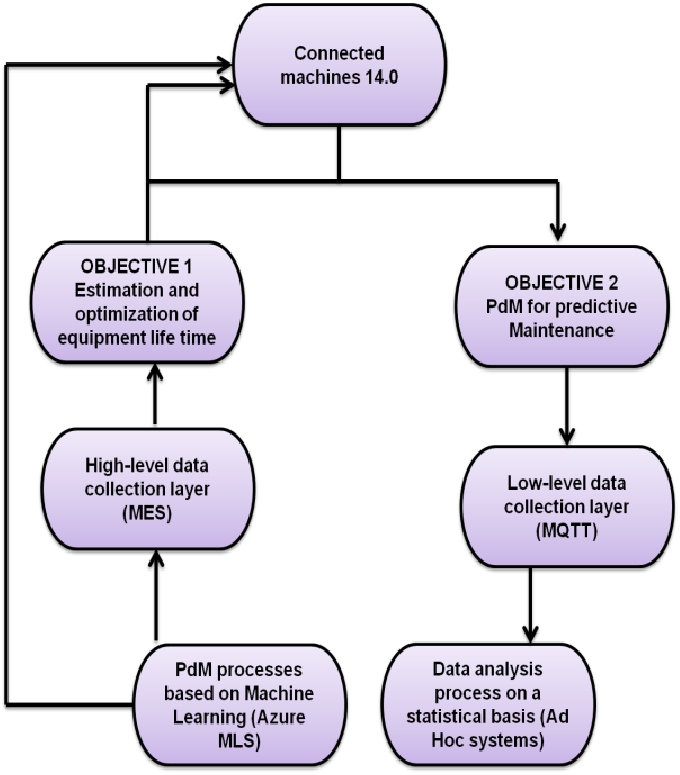 Connected
machines 14.0
OBJECTIVE 1
Estimation and
optimization of
equipment life time
OBJECTIVE 2
PdM for predictive
Maintenance
High-level data
collection layer
(MES)
Low-level data
collection layer
(MQTT)
PdM processes
based on Machine
Learning (Azure
MLS)
Data analysis
process on a
statistical basis (Ad
Hoc systems)